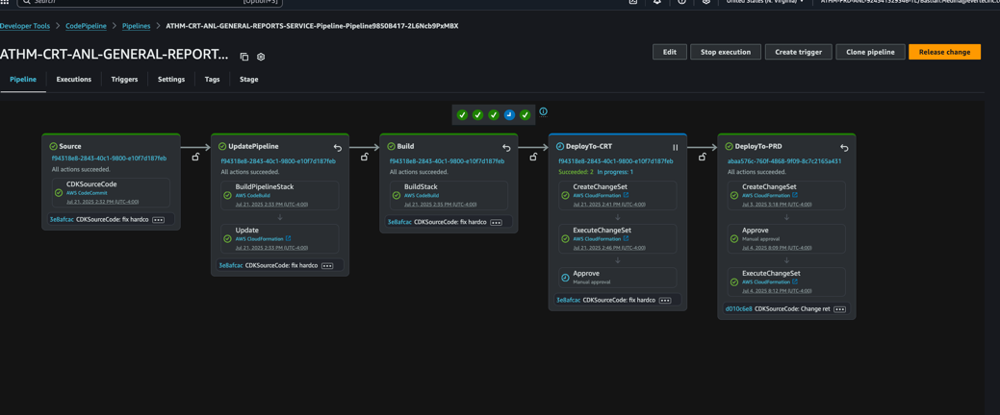 Search
[Option+S]
United States (N. Virginia)
Developer Tools
CodePipeline
Pipelines
ATHM-CRT-ANL-GENERAL-REPORTS-SERVICE-Pipeline-Pipeline9850B417-2L6Ncb9PxMBX
ATHM-CRT-ANL-GENERAL-REPORT...
Edit
Stop execution
Create trigger
Clone pipeline
Release change
Pipeline
Executions
Triggers
Settings
Tags
Stage
Source
f94318e8-2843-40c1-9800-e10f7d187feb
All actions succeeded.
CDKSourceCode
AWS CodeCommit
Jul 21, 2025 2:32 PM (UTC-4:00)
3e8afcac CDKSourceCode: fix hardco
UpdatePipeline
f94318e8-2843-40c1-9800-e10f7d187feb
All actions succeeded.
BuildPipelineStack
AWS CodeBuild
Jul 21, 2025 2:33 PM (UTC-4:00)
Update
AWS CloudFormation
Jul 21, 2025 2:33 PM (UTC-4:00)
3e8afcac CDKSourceCode: fix hardco
Build
f94318e8-2843-40c1-9800-e10f7d187feb
All actions succeeded.
BuildStack
AWS CodeBuild
Jul 21, 2025 2:35 PM (UTC-4:00)
3e8afcac CDKSourceCode: fix hardco
DeployTo-CRT
f94318e8-2843-40c1-9800-e10f7d187feb
Succeeded: 2 In progress: 1
CreateChangeSet
AWS CloudFormation
Jul 21, 2025 2:41 PM (UTC-4:00)
ExecuteChangeSet
AWS CloudFormation
Jul 21, 2025 2:46 PM (UTC-4:00)
Approve
Manual approval
3e8afcac CDKSourceCode: fix hardco
DeployTo-PRD
abaa576c-760f-4868-9f09-8c7c2165a431
All actions succeeded.
CreateChangeSet
AWS CloudFormation
Jul 3, 2025 3:18 PM (UTC-4:00)
Approve
Manual approval
Jul 4, 2025 8:09 PM (UTC-4:00)
ExecuteChangeSet
AWS CloudFormation
Jul 4, 2025 8:12 PM (UTC-4:00)
d010c6e8 CDKSourceCode: Change ret